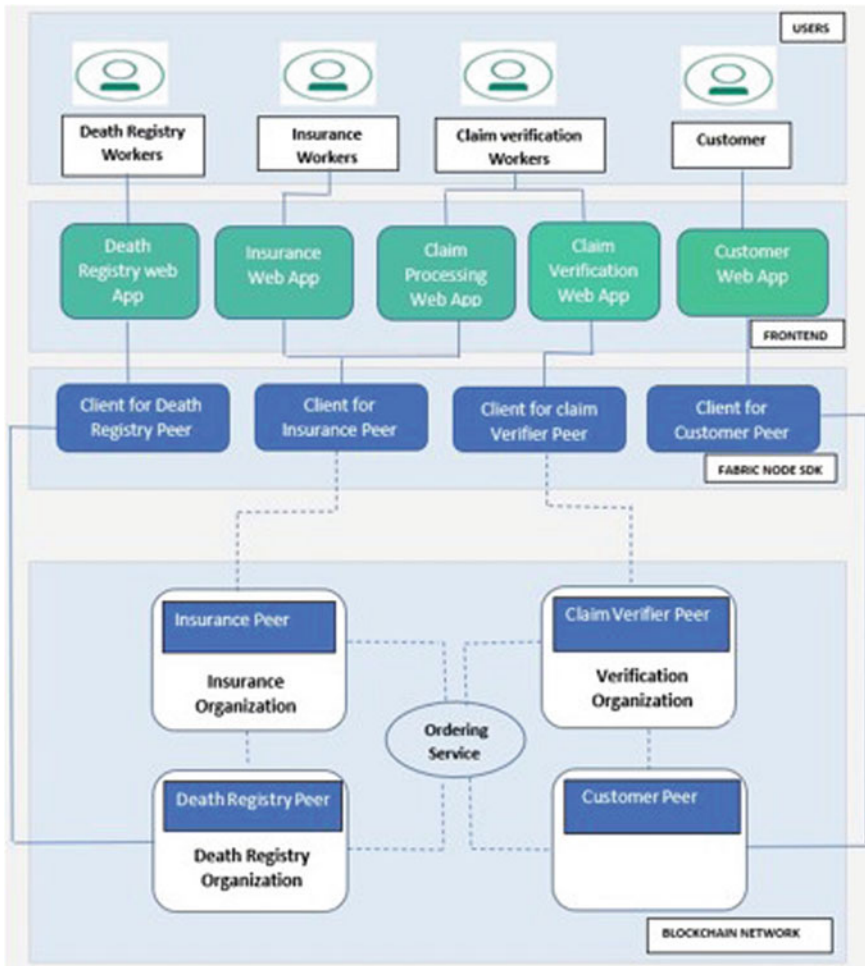 USERS
Death Registry
Workers
Insurance
Workers
Claim verification
Workers
Customer
Death
Registry web
App
Insurance
Web App
Claim
Processing
Web App
Claim
Verification
Web App
Customer
Web App
FRONTEND
Client for Death
Registry Peer
Client for
Insurance Peer
Client for claim
Verifier Peer
Client for
Customer Peer
FABRIC NODE SDK
Insurance Peer
Insurance
Organization
Claim Verifier Peer
Verification
Organization
Ordering
Service
Death Registry Peer
Death Registry
Organization
Customer Peer
BLOCKCHAIN NETWORK